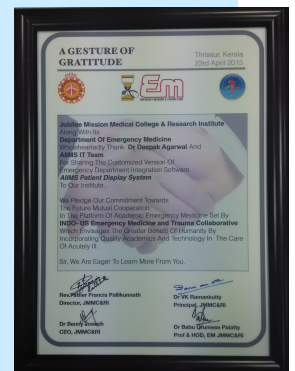 A GESTURE OF
GRATITUDE
Thrissur, Kerala
23rd April 2015
Em
Jubilee Mission Medical College & Research Institute
Along With Its
Department Of Emergency Medicine
Wholeheartedly Thank Dr Deepak Agarwal And
AIIMS IT Team
For Sharing The Customized Version Of
Emergency Department Integration Software
AIIMS Patient Display System
To Our Institute.
We Pledge Our Commitment Towards
The Future Mutual Cooperation
In The Platform Of Academic Emergency Medicine Set By
INDO- US Emergency Medicine and Trauma Collaborative
Which Envisages The Greater Benefit Of Humanity By
Incorporating Quality Academics And Technology In The Care
Of Acutely Ill.
Sir, We Are Eager To Learn More From You.
Rev.Father Francis Pallikunnath
Director, JMMC&RI
Dr VK Ramankutty
Principal, JMMC&RI
Dr Benny Joseph
CEO, JMMC&RI
Dr Babu Urumese Palatty
Prof & HOD, EM JMMC&RI